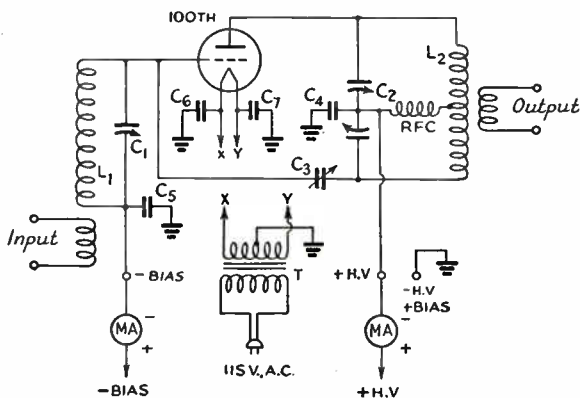 100TH
L₂
C₆
C₇
C₄
C₂
Output
RFC
X
Y
C₁
L₁
C₃
C₅
X
Y
Input
-BIAS
T
+H.V
-H.V
+BIAS
MA
-
+
MA
-
+
115 V., A.C.
-BIAS
+H.V